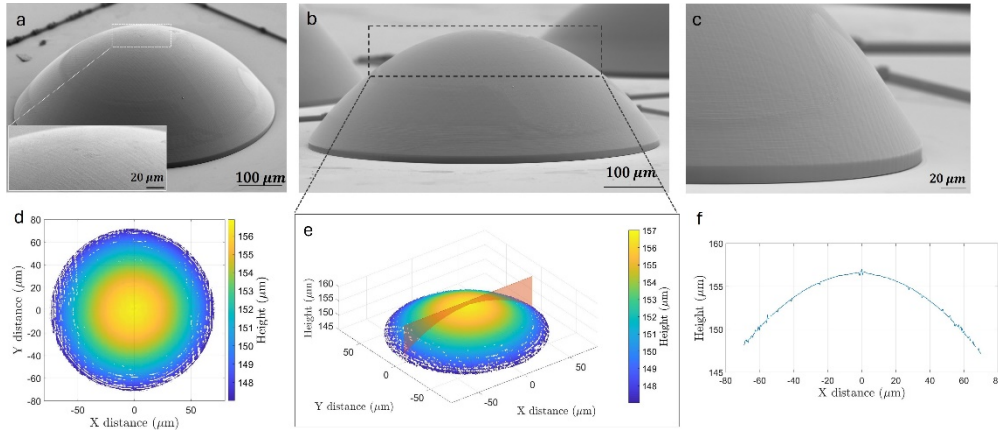 a
20 μm
100 μm
b
100 μm
c
20 μm
d
80
60
40
20
0
-20
-40
-60
-80
Y distance (μm)
-50
0
50
X distance (μm)
156
155
154
153
152
151
150
149
148
Height (μm)
e
160
155
150
145
Height (μm)
50
0
-50
Y distance (μm)
-50
0
50
X distance (μm)
157
156
155
154
153
152
151
150
149
148
Height (μm)
f
160
155
150
145
Height (μm)
-80
-60
-40
-20
0
20
40
60
80
X distance (μm)